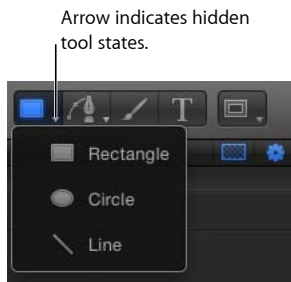 Arrow indicates hidden
tool states.
T
Rectangle
Circle
Line